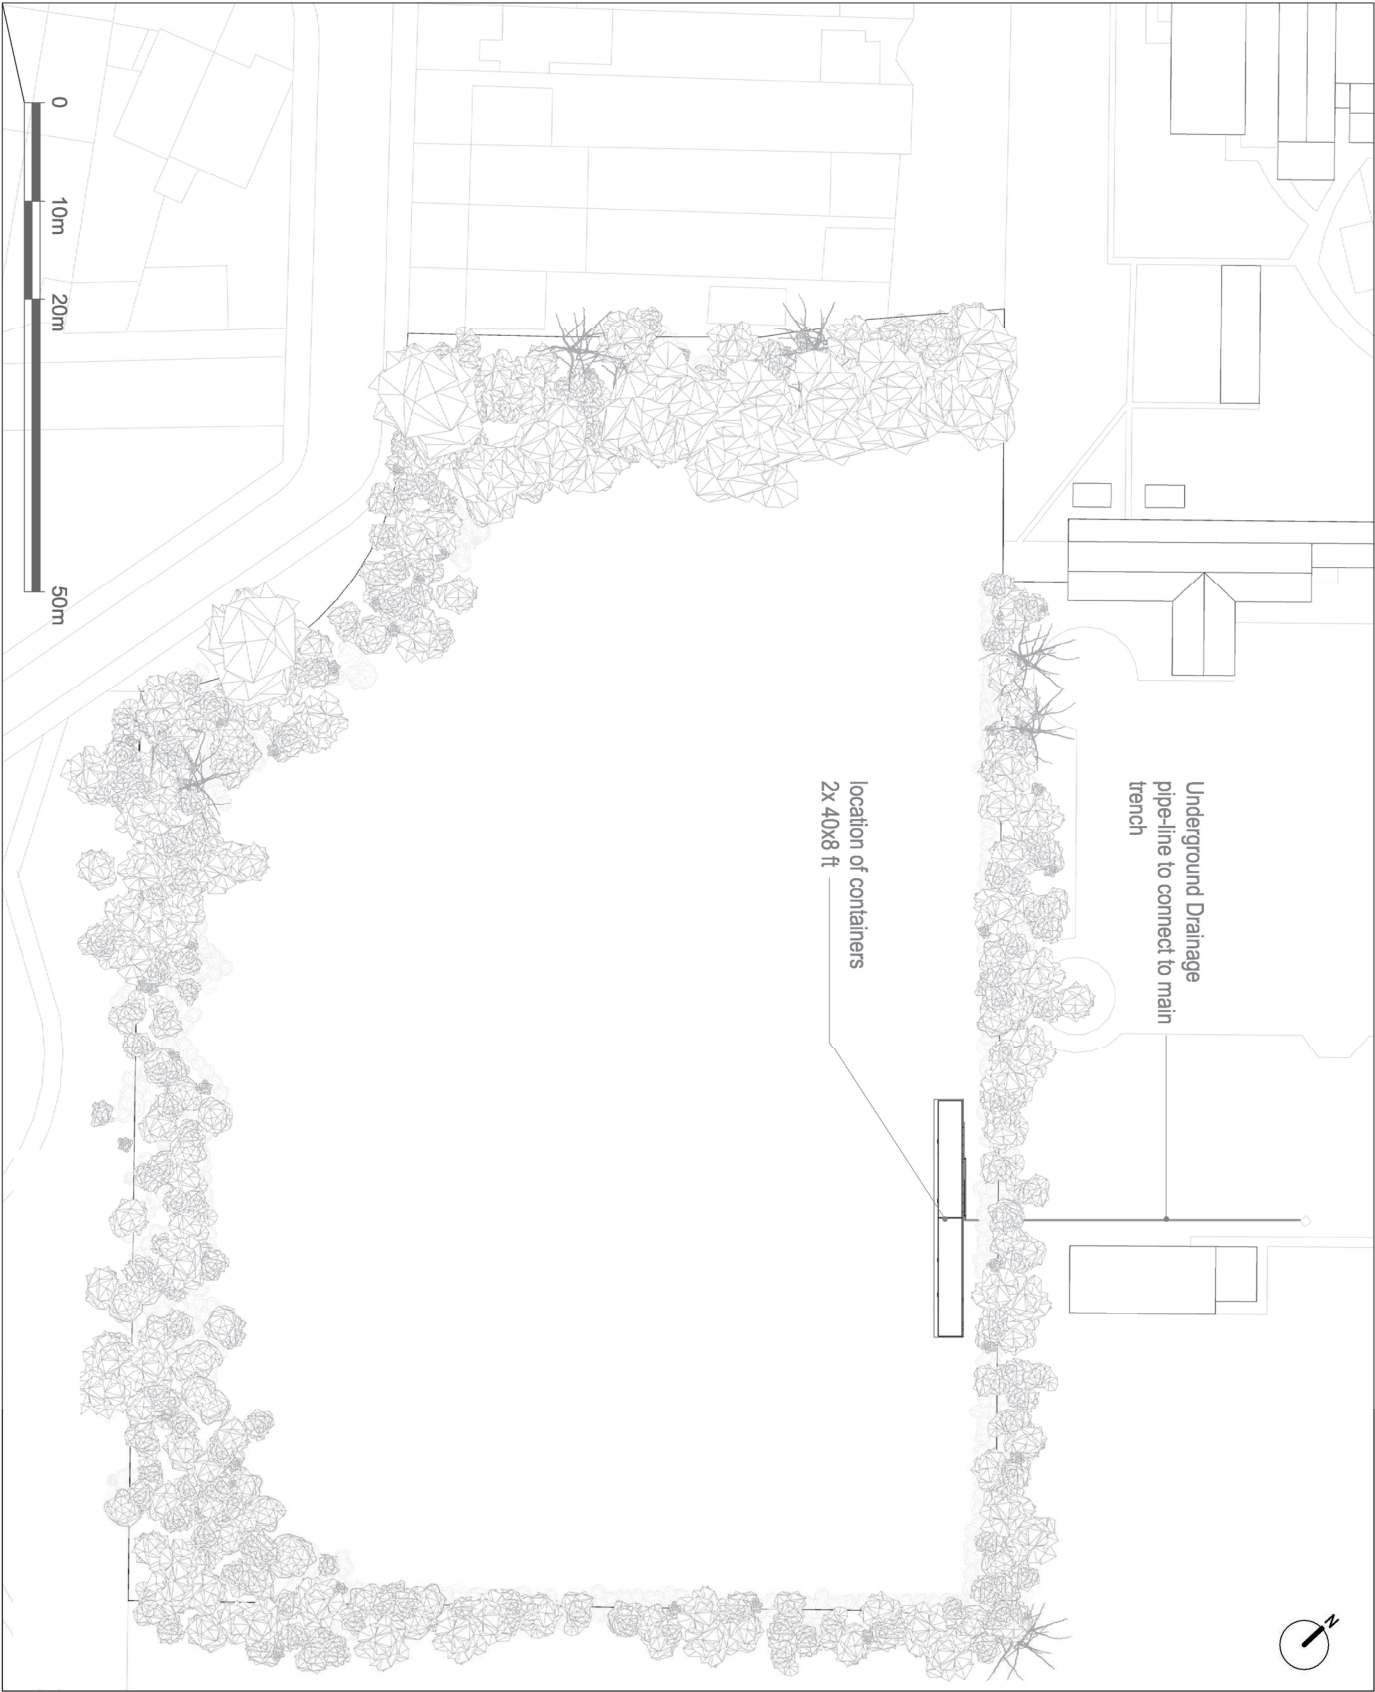 0
10m
20m
50m
Underground Drainage
pipe-line to connect to main
trench
location of containers
2x 40x8 ft
N